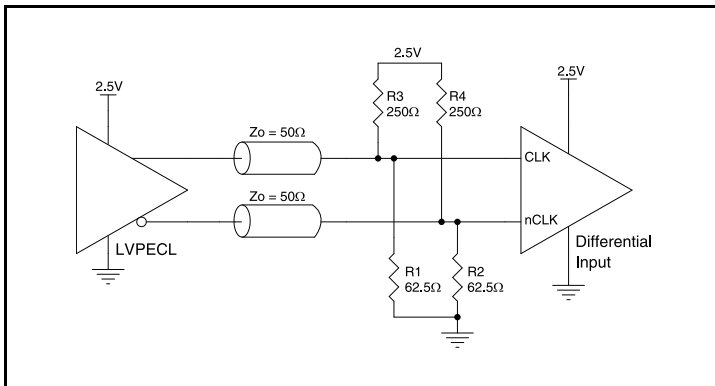 2.5V
2.5V
2.5V
R3
250Ω
R4
250Ω
Zo = 50Ω
CLK
Zo = 50Ω
nCLK
LVPECL
Differential
Input
R1
62.5Ω
R2
62.5Ω